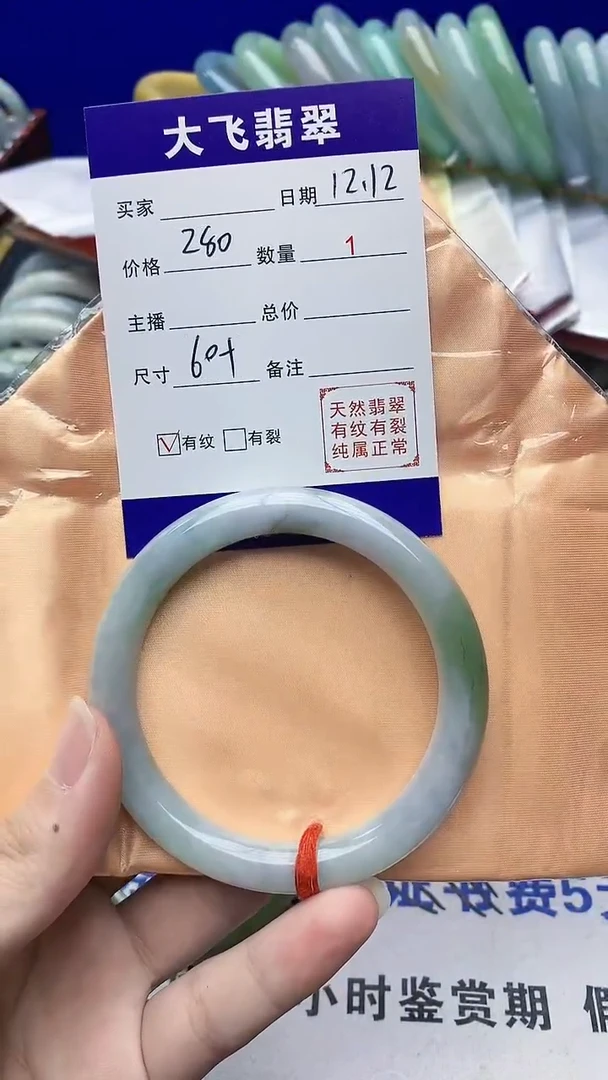 大飞翡翠
买家 日期 12.12
价格 280 数量 1
主播 总价
尺寸 60+ 备注
☑有纹 ☐有裂
天然翡翠
有纹有裂
纯属正常
小时鉴赏期 假